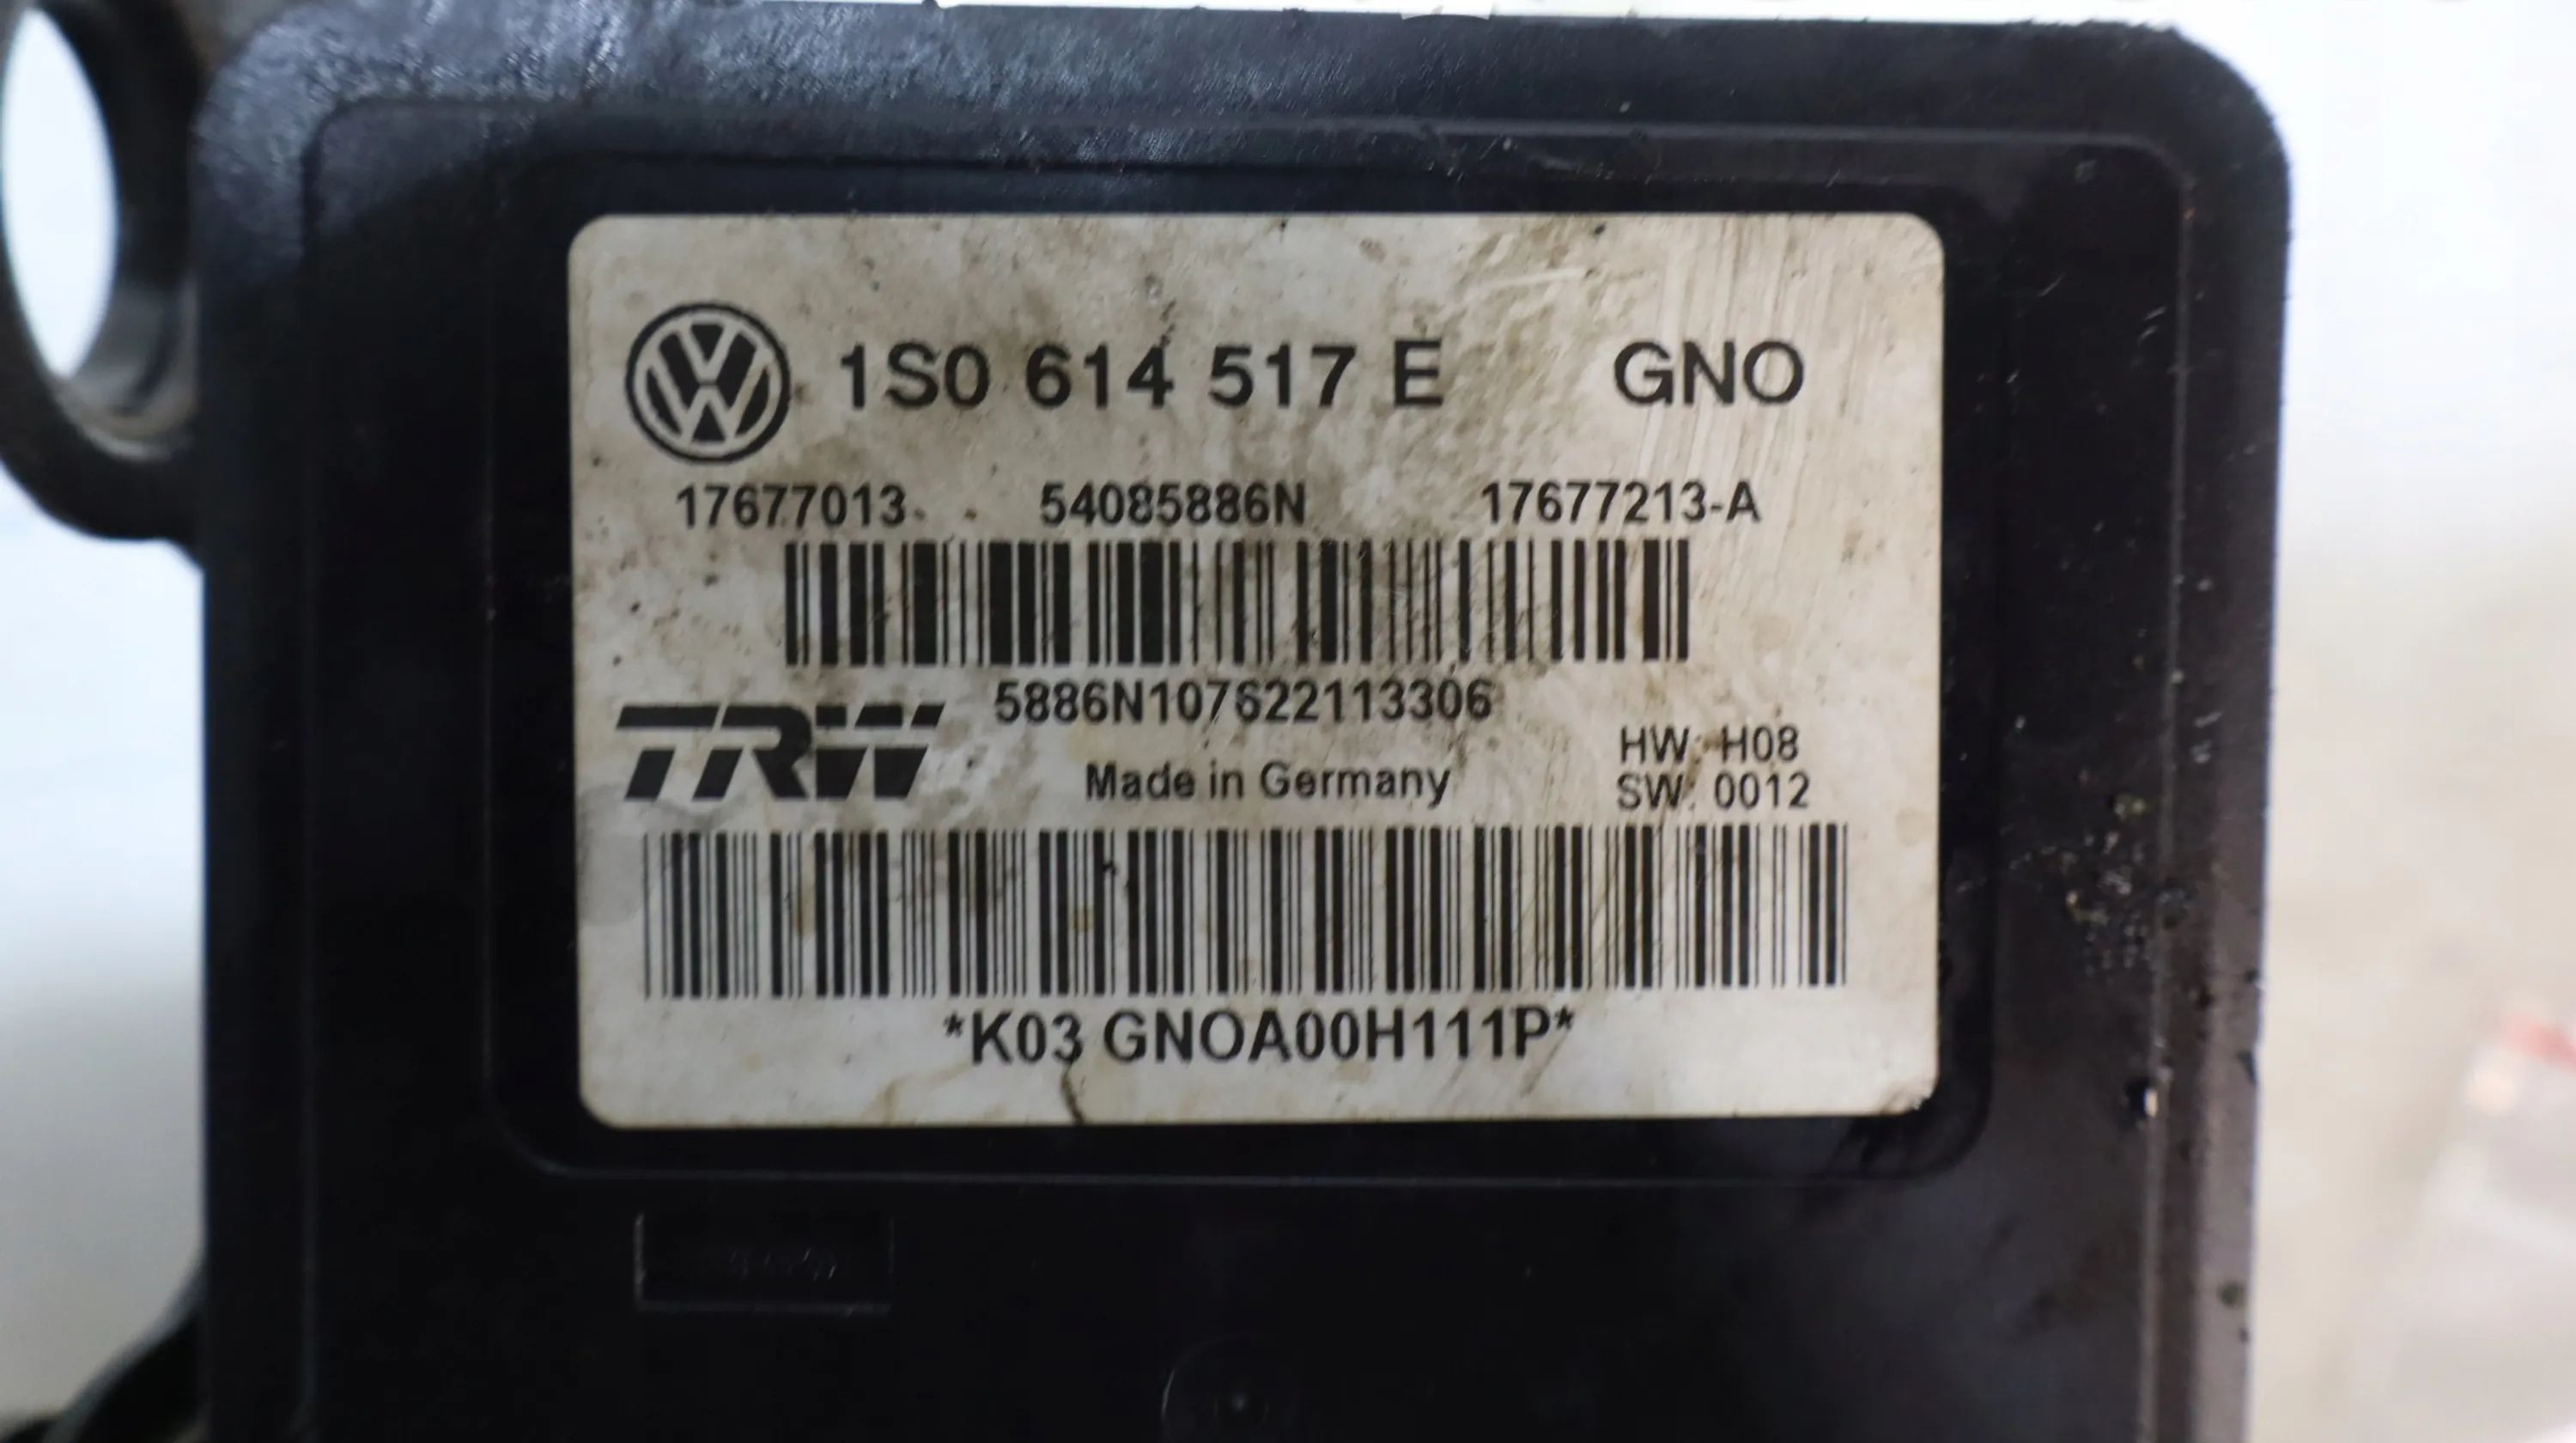 1S0 614 517 E GNO
17677013 54085886N 17677213-A
5886N107622113306
TRW
HW: H08
Made in Germany
SW: 0012
*K03 GNOA00H111P*